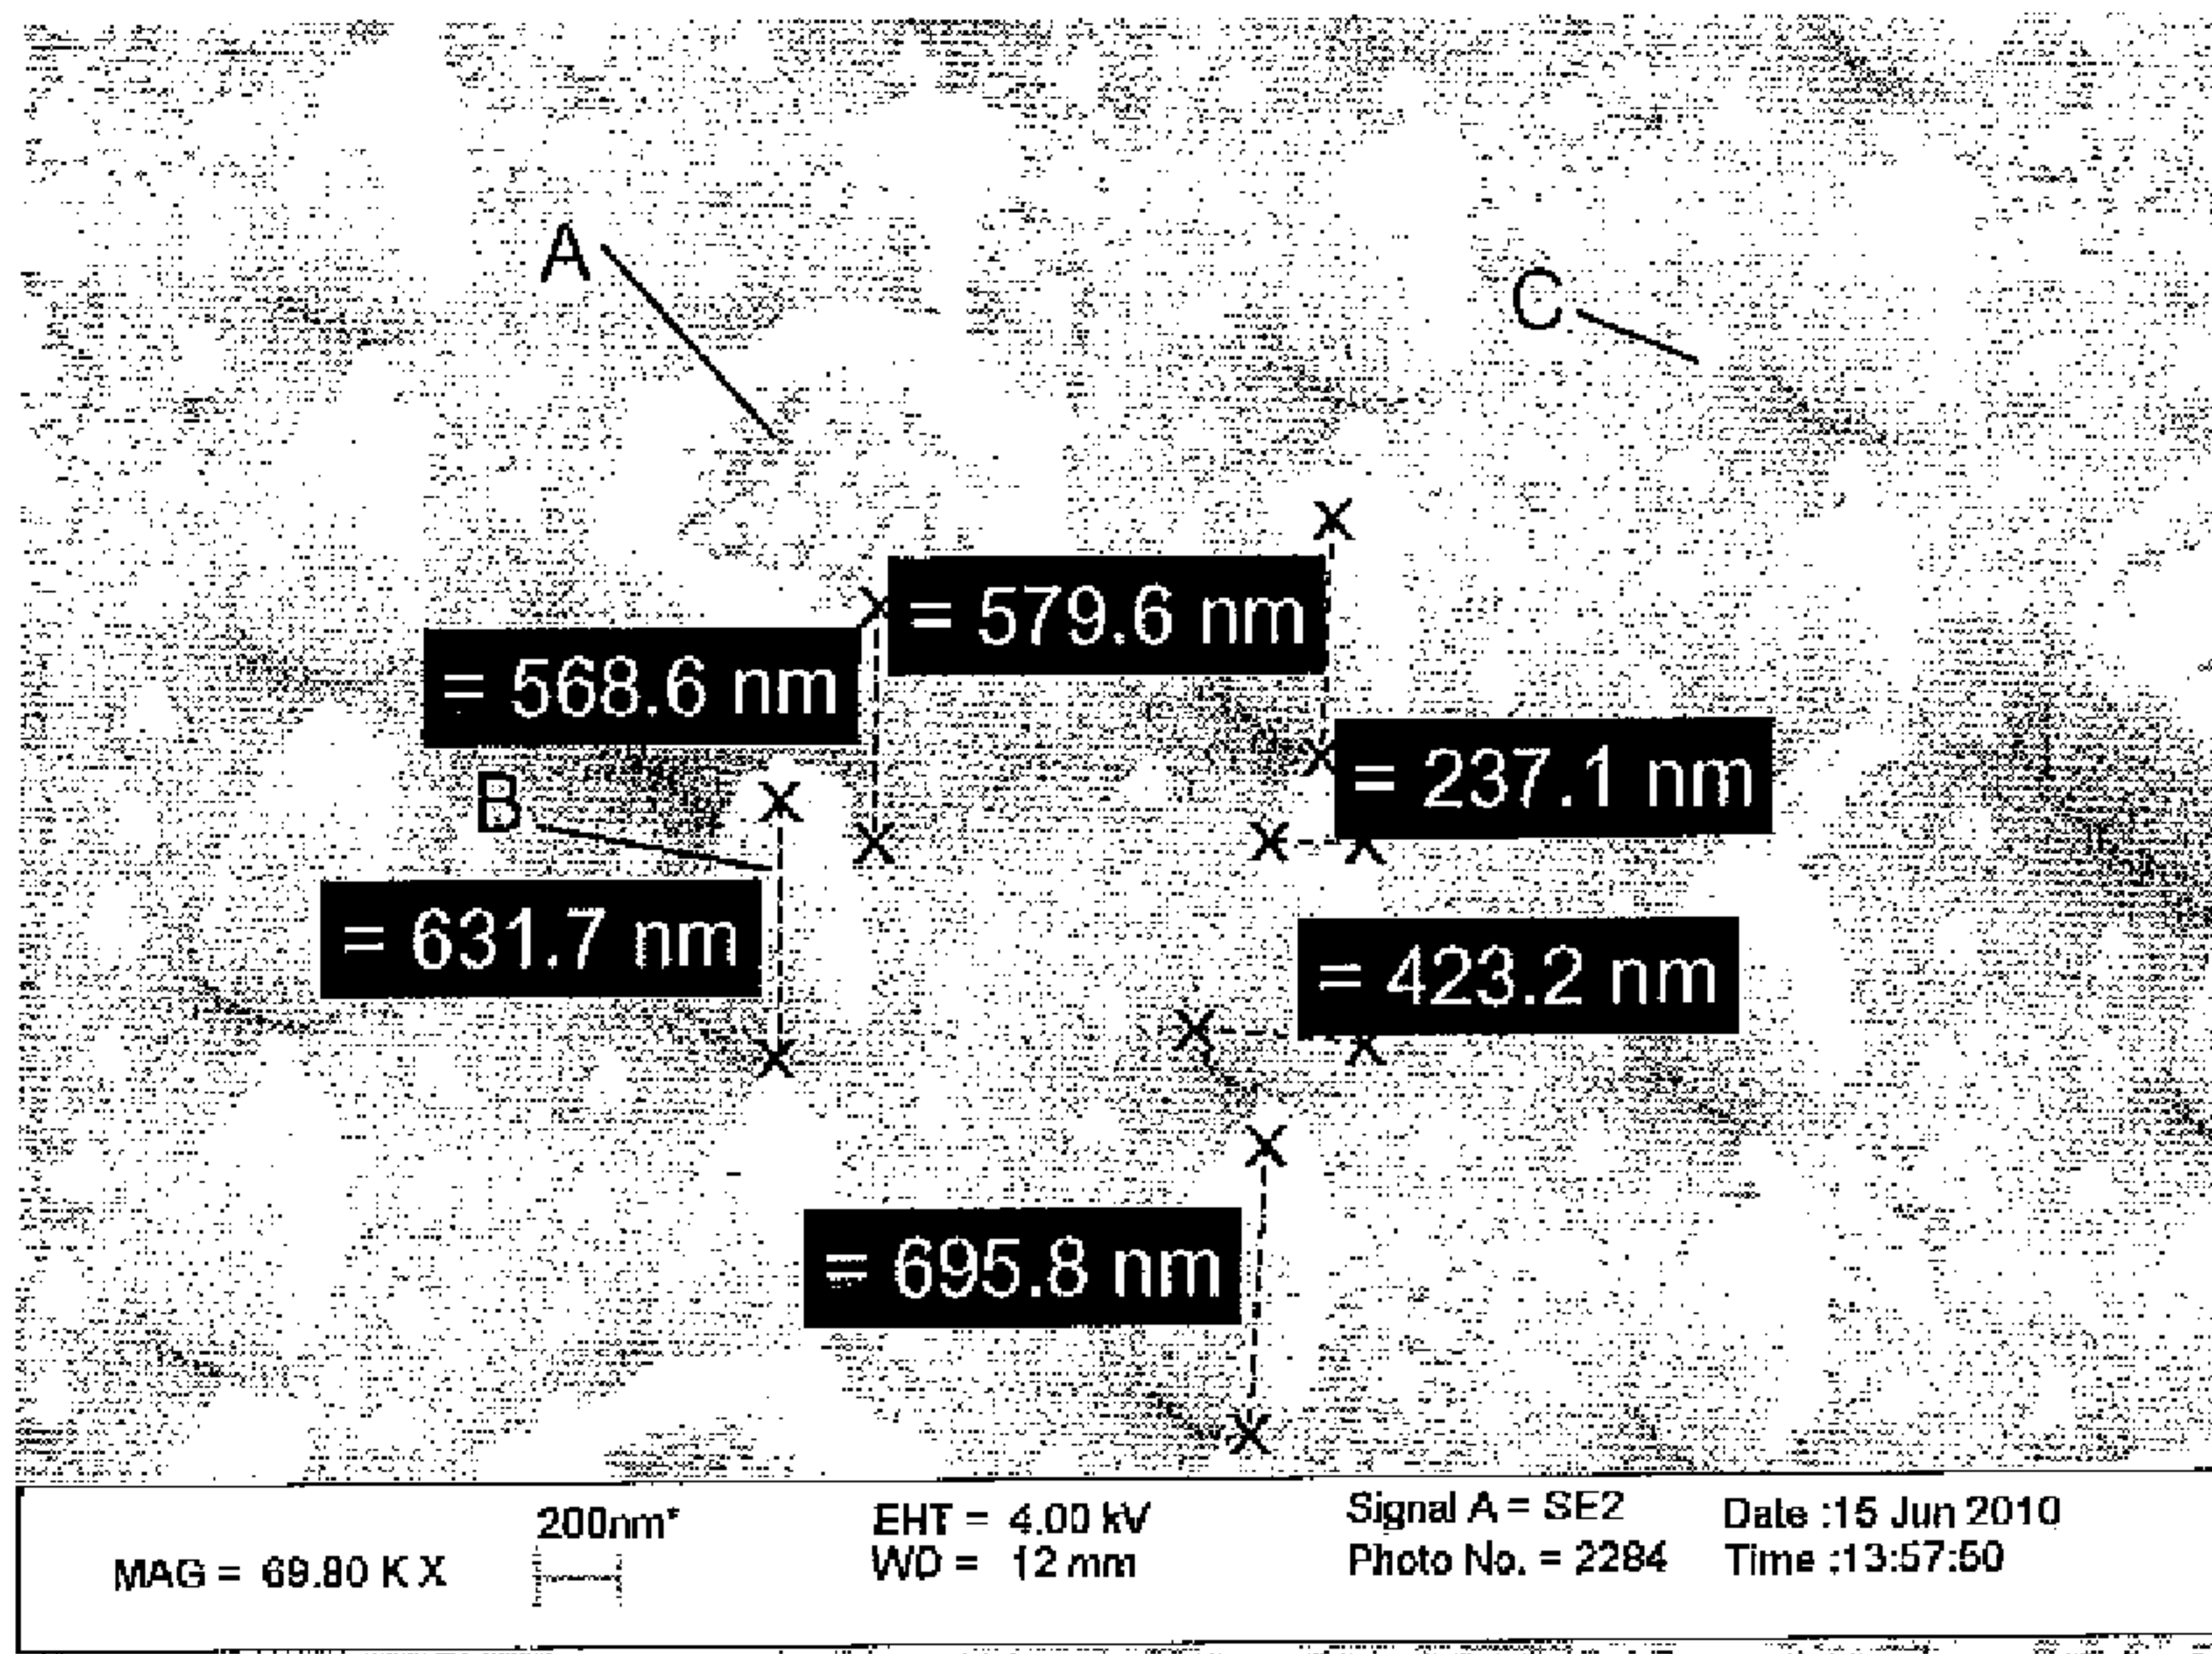 A
C
= 579.6 nm
= 568.6 nm
= 237.1 nm
B
= 631.7 nm
= 423.2 nm
= 695.8 nm
MAG = 69.80 K X
200nm*
EHT = 4.00 kV
WD = 12 mm
Signal A = SE2
Photo No. = 2284
Date :15 Jun 2010
Time :13:57:50